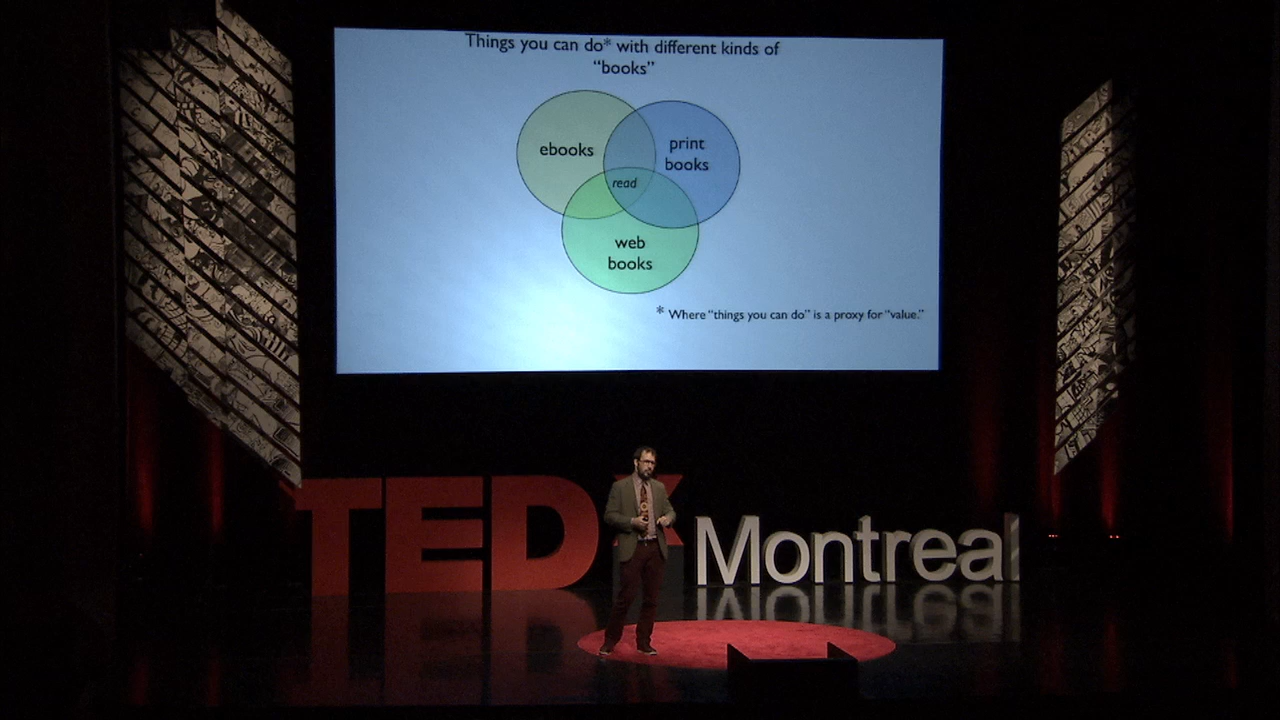 Things you can do* with different kinds of
“books”
ebooks
print
books
read
web
books
* Where “things you can do” is a proxy for “value.”
TEDx Montreal